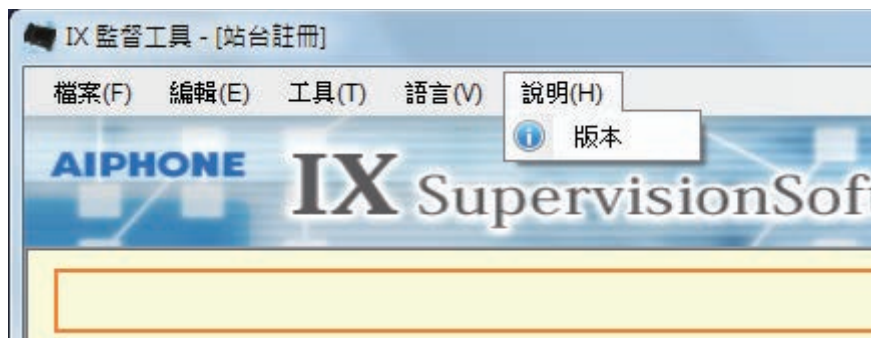 IX 監督工具 - [站台註冊]
檔案(F) 編輯(E) 工具(T) 語言(V) 說明(H)
版本
AIPHONE IX SupervisionSoft